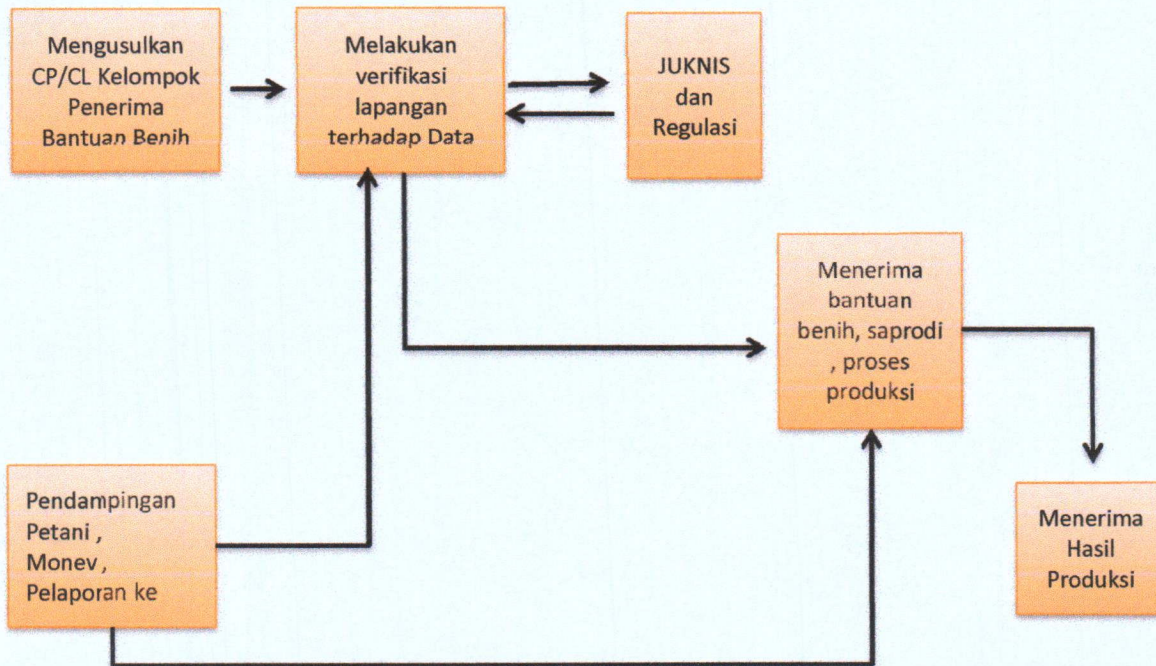 Mengusulkan
CP/CL Kelompok
Penerima
Bantuan Benih
Melakukan
verifikasi
lapangan
terhadap Data
JUKNIS
dan
Regulasi
Menerima
bantuan
benih, saprodi
, proses
produksi
Pendampingan
Petani ,
Monev ,
Pelaporan ke
Menerima
Hasil
Produksi